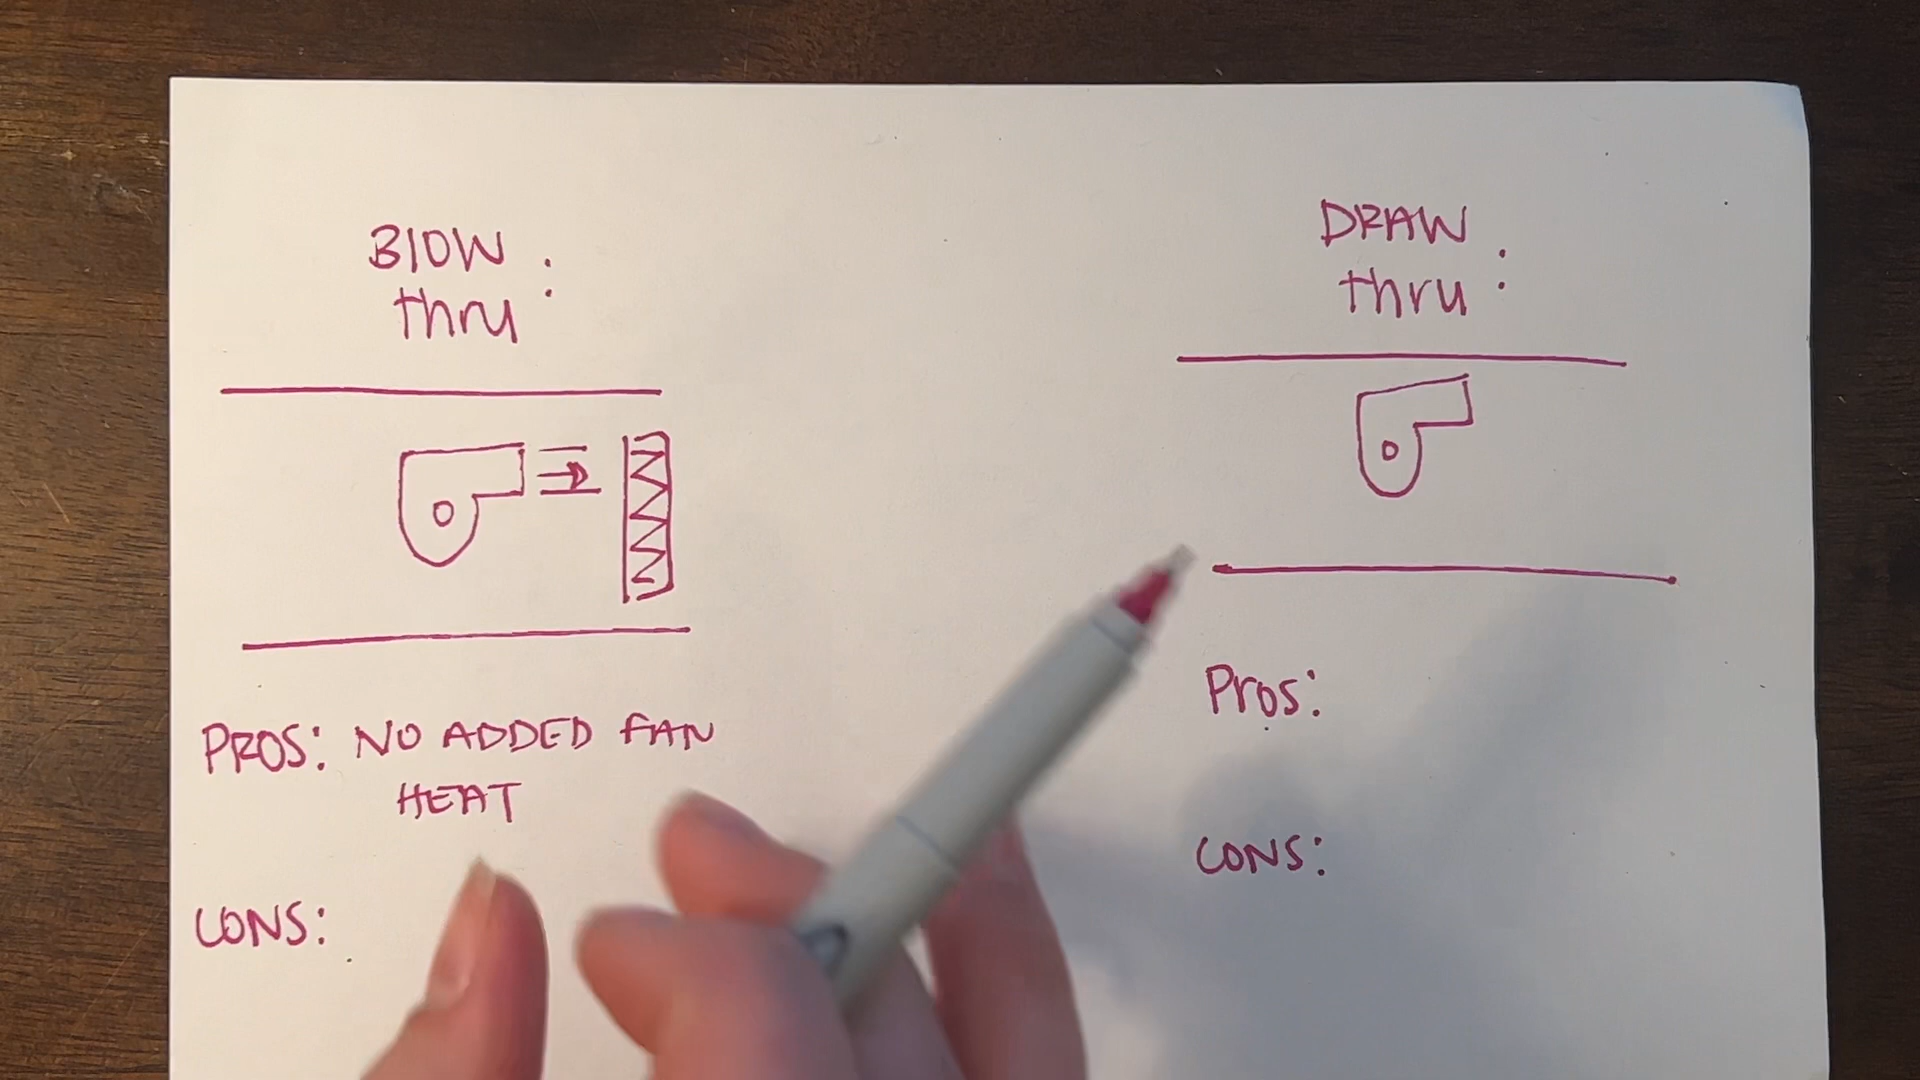 BlOW :
thru
PROS: NO ADDED FAN
HEAT
CONS:
DRAW :
thru
Pros:
CONS: